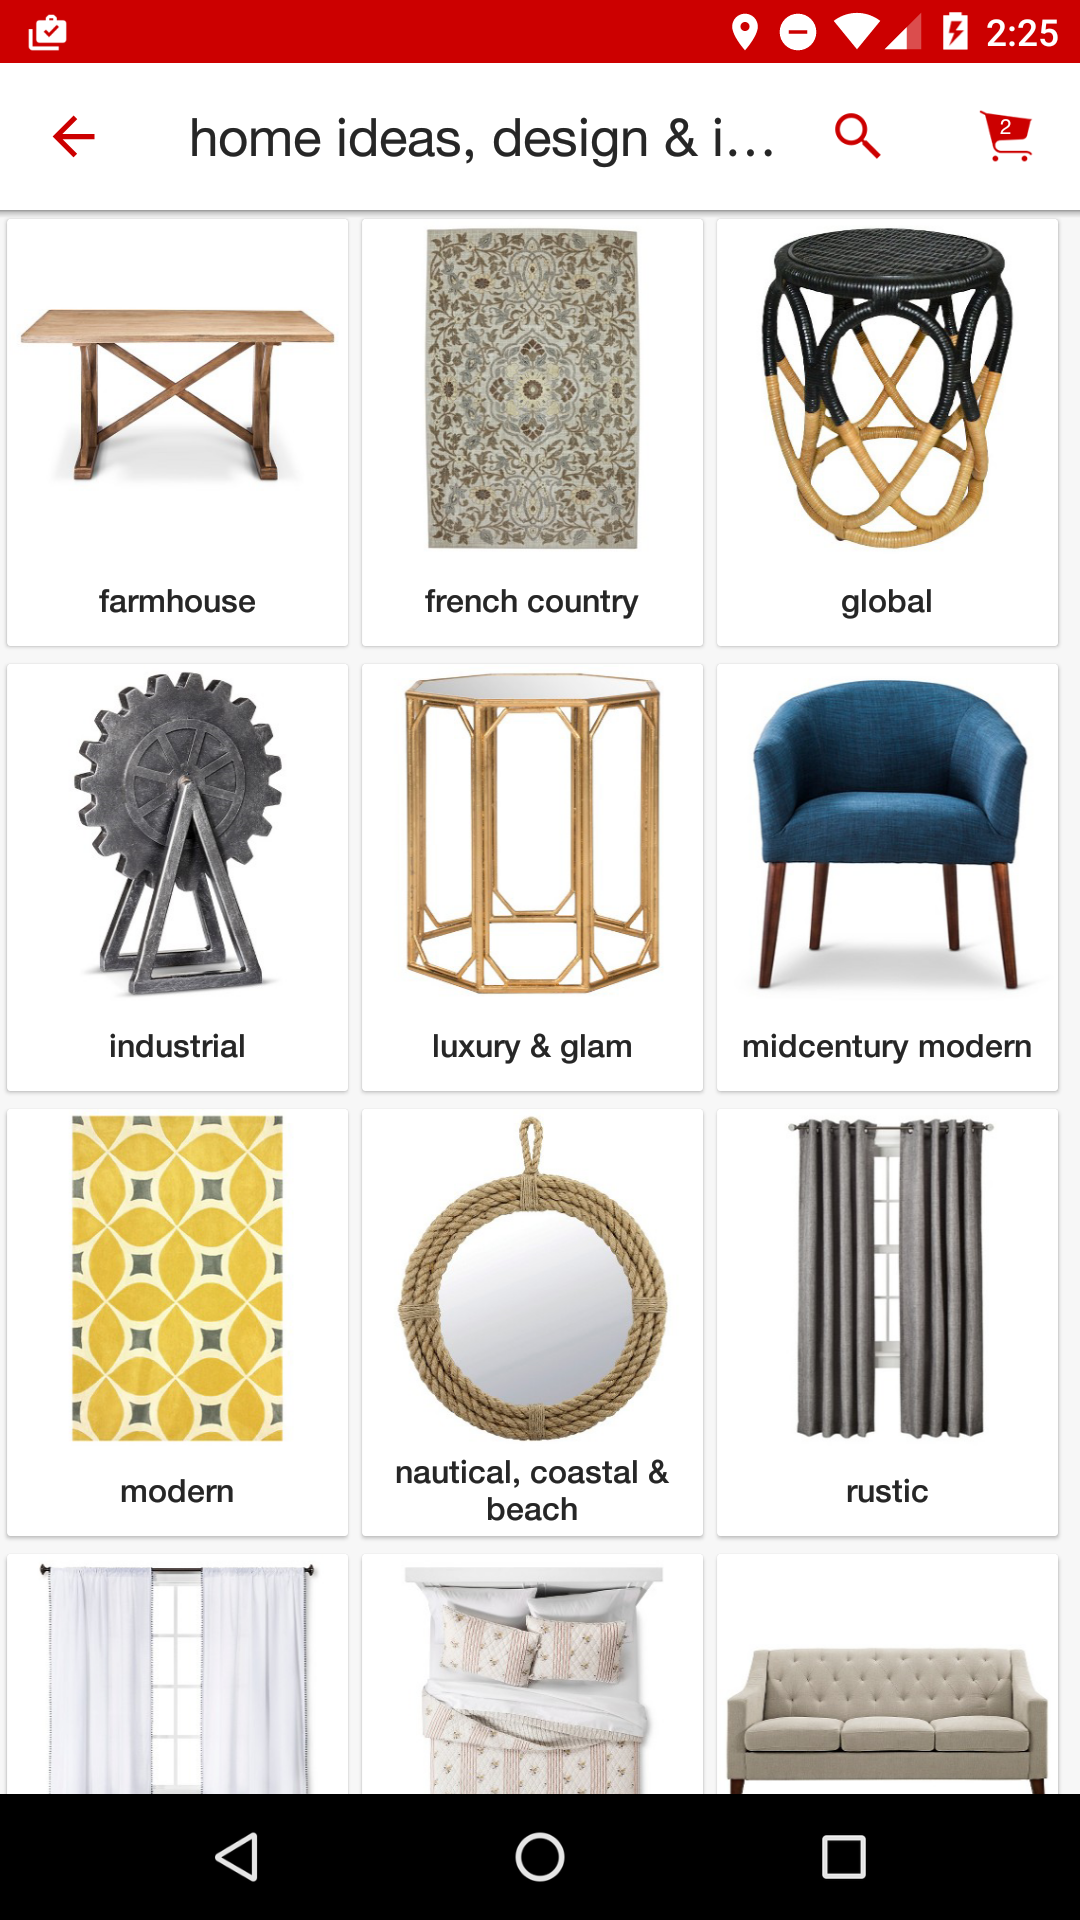 2:25
home ideas, design & i...
2
farmhouse
french country
global
industrial
luxury & glam
midcentury modern
modern
nautical, coastal &
beach
rustic